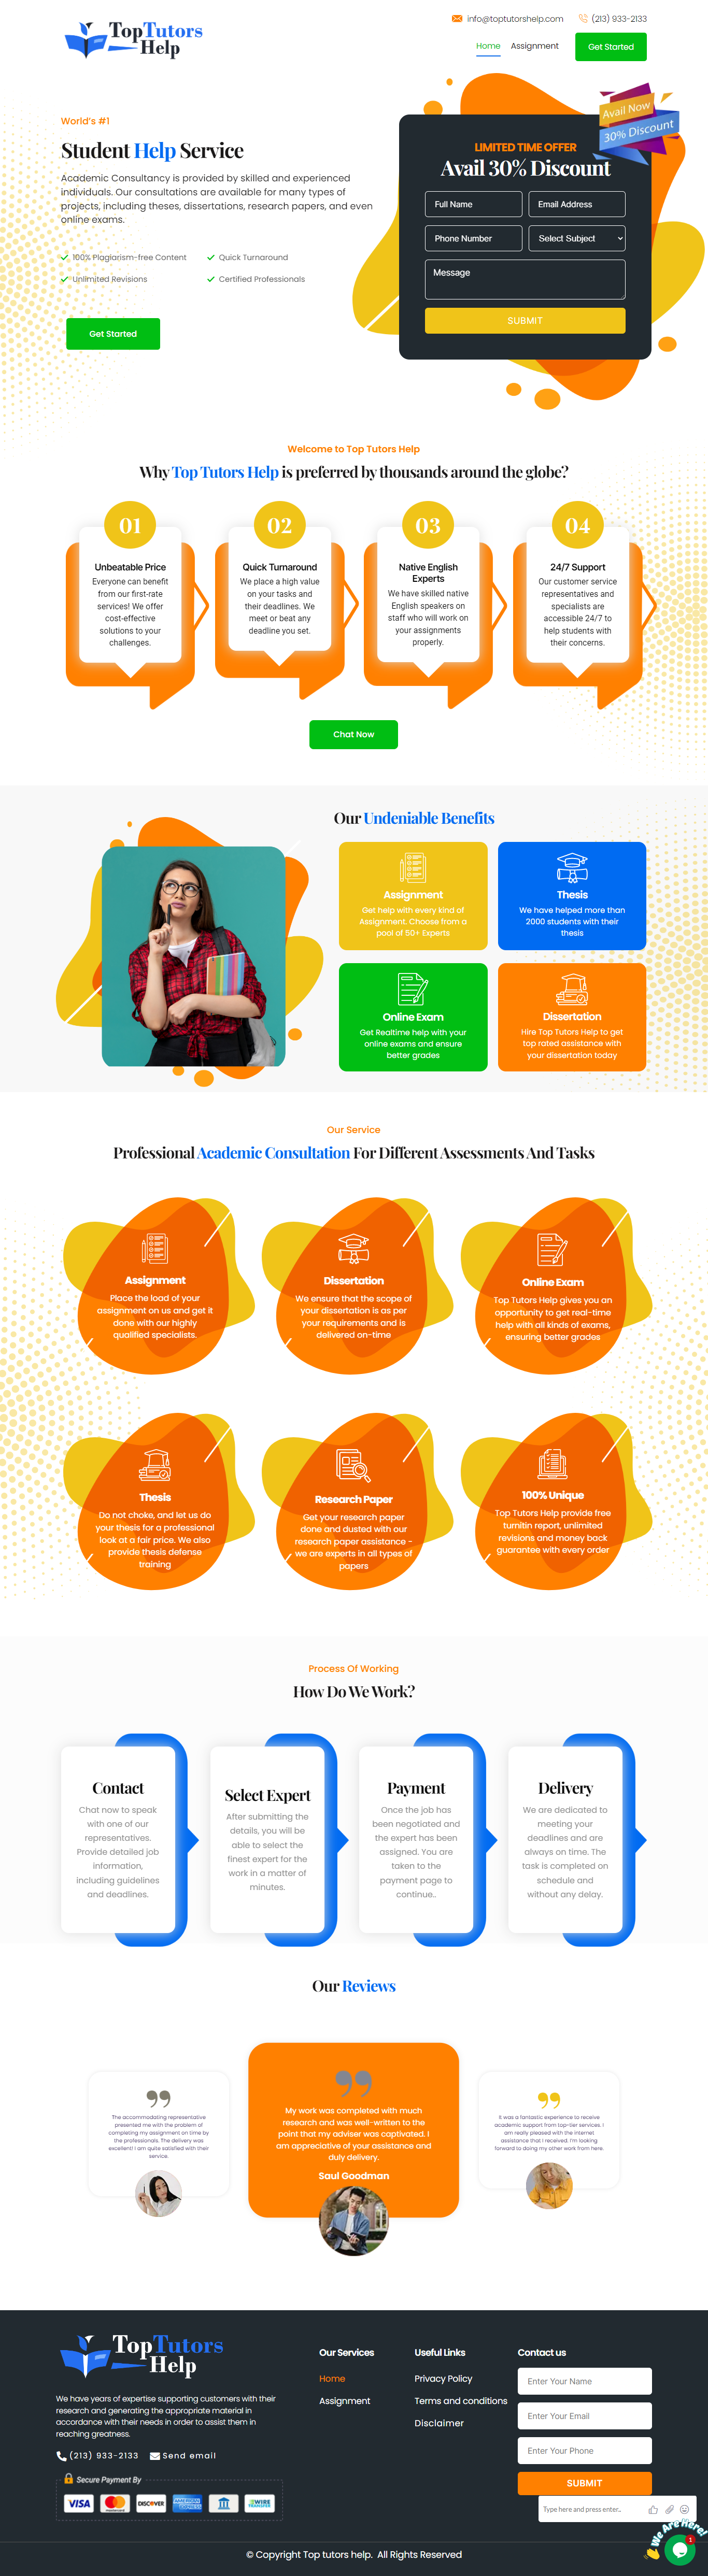 TopTutors
Help
info@toptutorshelp.com
(213) 933-2133
Home
Assignment
Get Started
World's #1
Student Help Service
Academic Consultancy is provided by skilled and experienced
individuals. Our consultations are available for many types of
projects, including theses, dissertations, research papers, and even
online exams.
100% Plagiarism-free Content
Quick Turnaround
Unlimited Revisions
Certified Professionals
Get Started
Avail Now
30% Discount
LIMITED TIME OFFER
Avail 30% Discount
Full Name
Email Address
Phone Number
Select Subject
Message
SUBMIT
Welcome to Top Tutors Help
Why Top Tutors Help is preferred by thousands around the globe?
01
Unbeatable Price
Everyone can benefit
from our first-rate
services! We offer
cost-effective
solutions to your
challenges.
02
Quick Turnaround
We place a high value
on your tasks and
their deadlines. We
meet or beat any
deadline you set.
03
Native English
Experts
We have skilled native
English speakers on
staff who will work on
your assignments
properly.
04
24/7 Support
Our customer service
representatives and
specialists are
accessible 24/7 to
help students with
their concerns.
Chat Now
Our Undeniable Benefits
Assignment
Get help with every kind of
Assignment. Choose from a
pool of 50+ Experts
Thesis
We have helped more than
2000 students with their
thesis
Online Exam
Get Realtime help with your
online exams and ensure
better grades
Dissertation
Hire Top Tutors Help to get
top rated assistance with
your dissertation today
Our Service
Professional Academic Consultation For Different Assessments And Tasks
Assignment
Place the load of your
assignment on us and get it
done with our highly
qualified specialists.
Dissertation
We ensure that the scope of
your dissertation is as per
your requirements and is
delivered on-time
Online Exam
Top Tutors Help gives you an
opportunity to get real-time
help with all kinds of exams,
ensuring better grades
Thesis
Do not choke, and let us do
your thesis for a professional
look at a fair price. We also
provide thesis defense
training
Research Paper
Get your research paper
done and dusted with our
research paper assistance -
we are experts in all types of
papers
100% Unique
Top Tutors Help provide free
turnitin report, unlimited
revisions and money back
guarantee with every order
Process Of Working
How Do We Work?
Contact
Chat now to speak
with one of our
representatives.
Provide detailed job
information,
including guidelines
and deadlines.
Select Expert
After submitting the
details, you will be
able to select the
finest expert for the
work in a matter of
minutes.
Payment
Once the job has
been negotiated and
the expert has been
assigned. You are
taken to the
payment page to
continue..
Delivery
We are dedicated to
meeting your
deadlines and are
always on time. The
task is completed on
schedule and
without any delay.
Our Reviews
The accommodating representative
presented me with the problem of
completing my assignment on time by
the professionals. The delivery was
excellent! I am quite satisfied with their
service.
My work was completed with much
research and was well-written to the
point that my adviser was captivated. I
am appreciative of your assistance and
duly delivery.
Saul Goodman
It was a fantastic experience to receive
academic support from top-tier services. I
am really pleased with the internet
assistance that I received. I'm looking
forward to doing my other work from here.
TopTutors
Help
We have years of expertise supporting customers with their
research and generating the appropriate material in
accordance with their needs in order to assist them in
reaching greatness.
(213) 933-2133
Send email
Secure Payment By
VISA
DISCOVER
AMERICAN EXPRESS
WIRE
TRANSFER
Our Services
Home
Assignment
Useful Links
Privacy Policy
Terms and conditions
Disclaimer
Contact us
Enter Your Name
Enter Your Email
Enter Your Phone
SUBMIT
Type here and press enter..
We Are Here!
1
© Copyright Top tutors help. All Rights Reserved